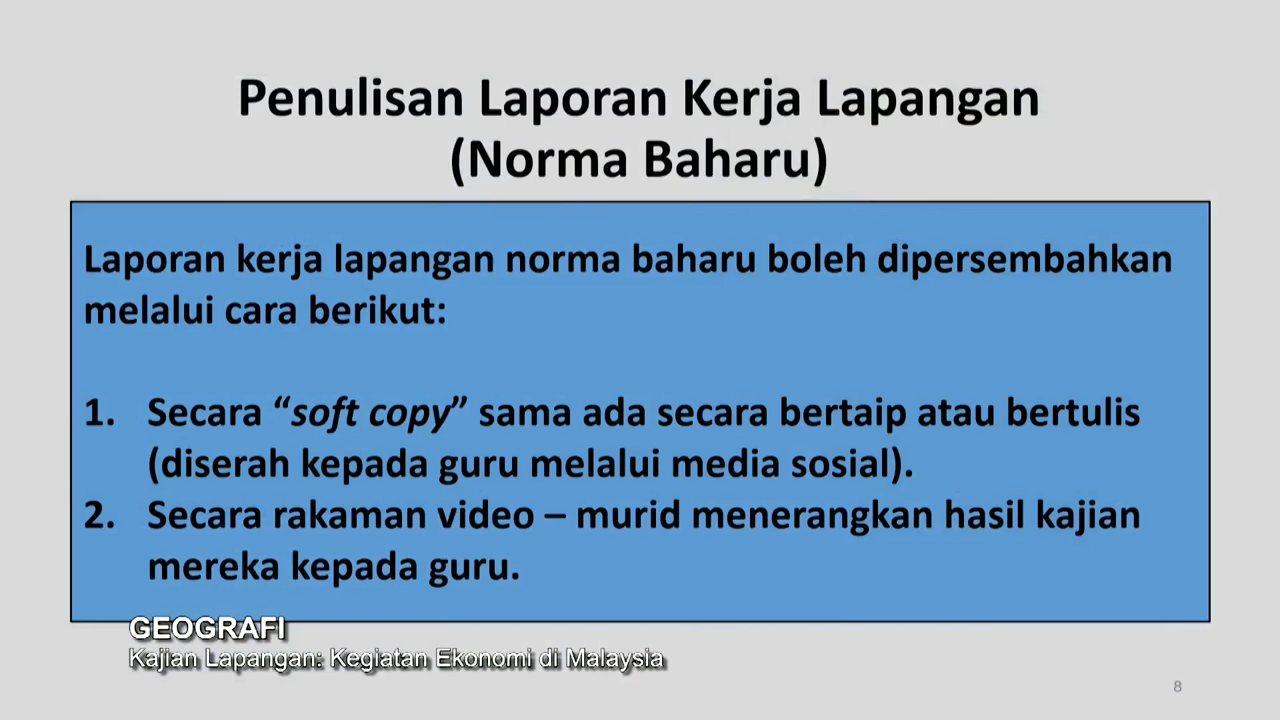 Penulisan Laporan Kerja Lapangan
(Norma Baharu)
Laporan kerja lapangan norma baharu boleh dipersembahkan
melalui cara berikut:
1. Secara “soft copy” sama ada secara bertaip atau bertulis
(diserah kepada guru melalui media sosial).
2. Secara rakaman video – murid menerangkan hasil kajian
mereka kepada guru.
GEOGRAFI
Kajian Lapangan: Kegiatan Ekonomi di Malaysia
8